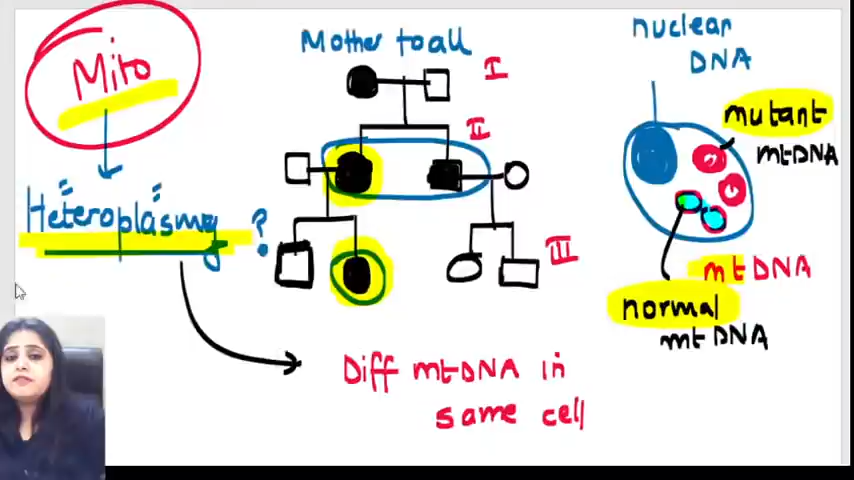 Mito
Heteroplasmy ?
Mother to all
I
II
III
nuclear
DNA
mutant
mtDNA
mtDNA
normal
mtDNA
Diff mtDNA in
same cell